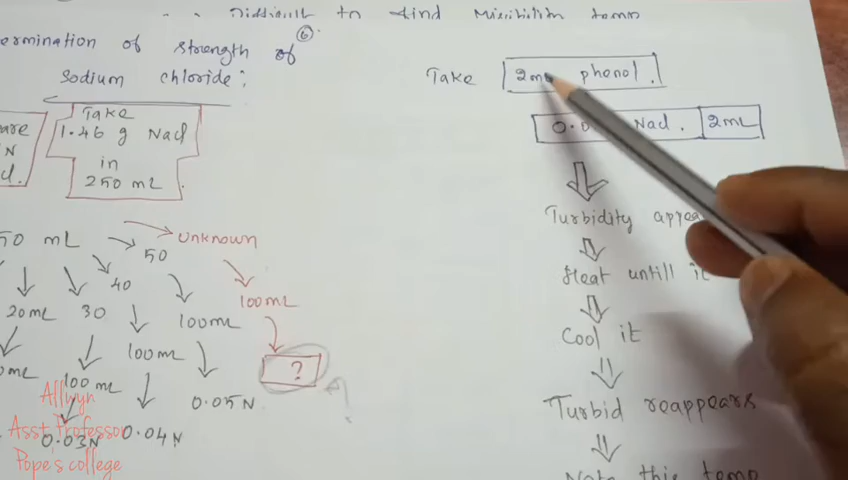 Difficult to find Miscibility temp
ermination of strength of
6
Sodium chloride :
Take
1.46 g Nacl
in
250 mL
are
N
50 mL
Unknown
50
40
20mL
30
100mL
100mL
100mL
100 mL
?
0.05N
0.04N
0.03N
Allwyn
Asst Professor
Pope's college
Take
phenol.
Nacl.
2mL
Turbidity
Heat untill it
Cool it
Turbid reappears
Note this temp